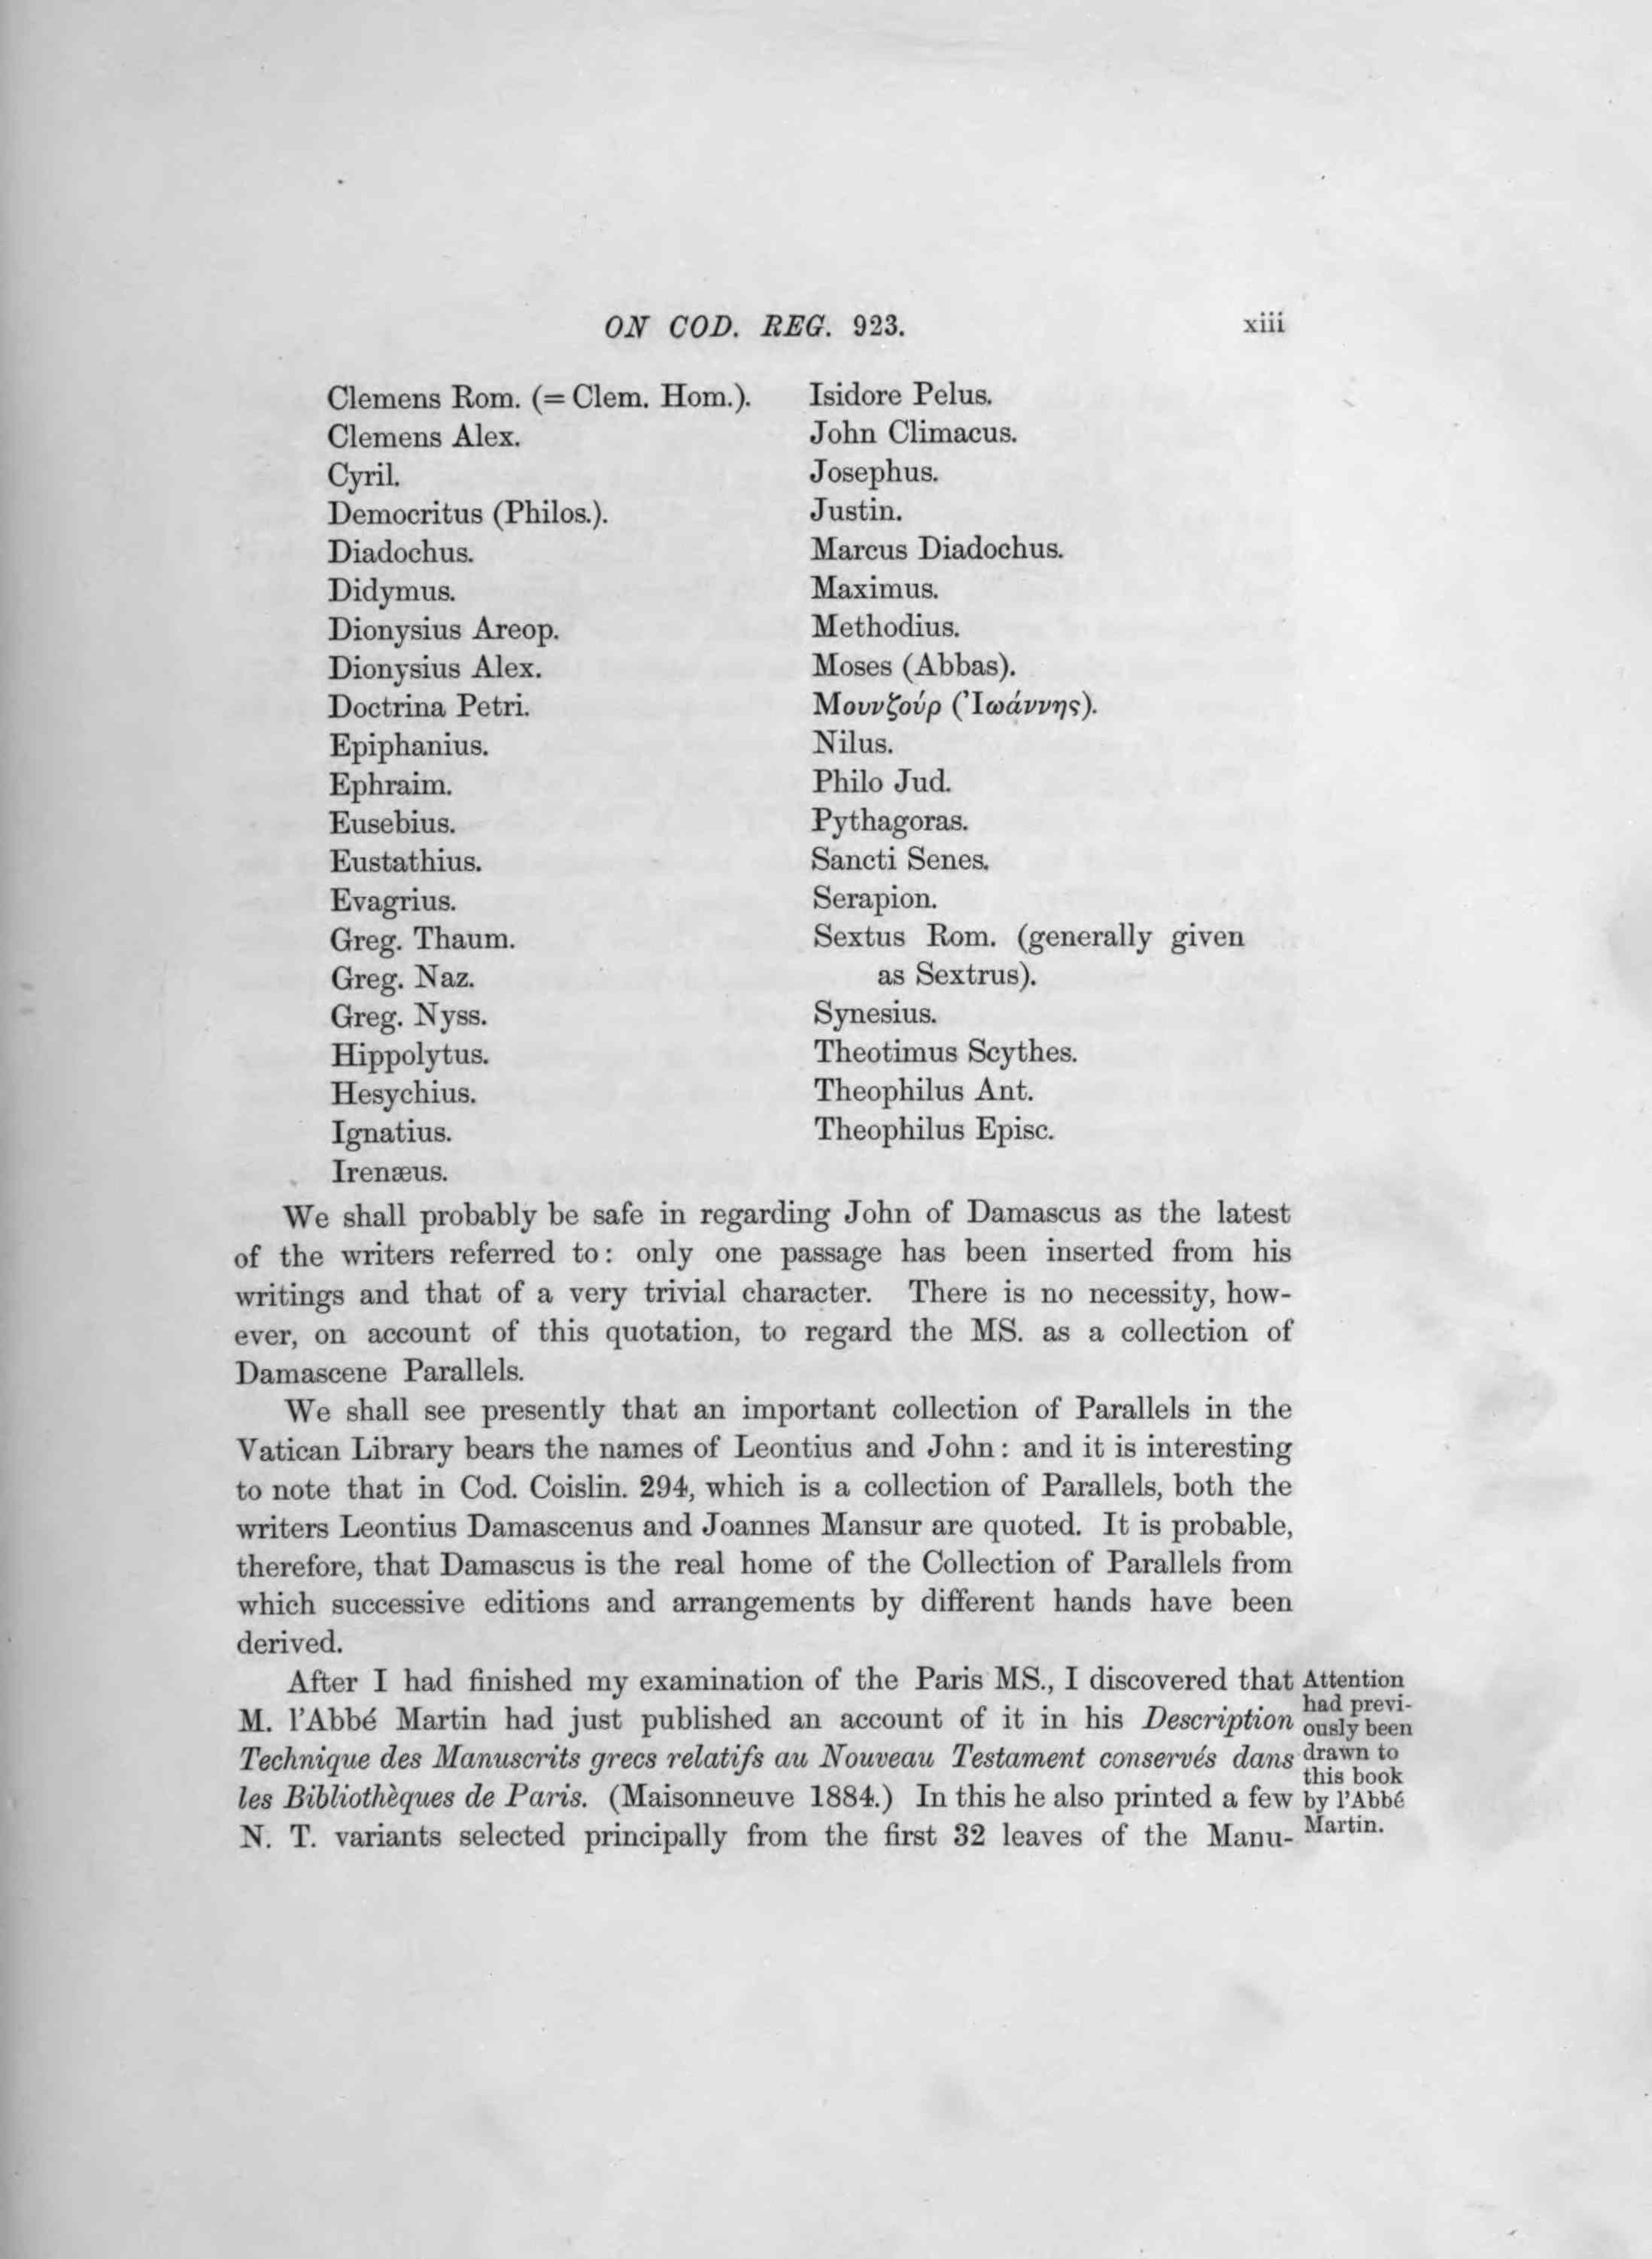 ON COD. REG. 923. xiii
Clemens Rom. (= Clem. Hom.).
Clemens Alex.
Cyril.
Democritus (Philos.).
Diadochus.
Didymus.
Dionysius Areop.
Dionysius Alex.
Doctrina Petri.
Epiphanius.
Ephraim.
Eusebius.
Eustathius.
Evagrius.
Greg. Thaum.
Greg. Naz.
Greg. Nyss.
Hippolytus.
Hesychius.
Ignatius.
Irenæus.
Isidore Pelus.
John Climacus.
Josephus.
Justin.
Marcus Diadochus.
Maximus.
Methodius.
Moses (Abbas).
Μουνζούρ (Ἰωάννης).
Nilus.
Philo Jud.
Pythagoras.
Sancti Senes.
Serapion.
Sextus Rom. (generally given
as Sextrus).
Synesius.
Theotimus Scythes.
Theophilus Ant.
Theophilus Episc.
We shall probably be safe in regarding John of Damascus as the latest
of the writers referred to: only one passage has been inserted from his
writings and that of a very trivial character. There is no necessity, how-
ever, on account of this quotation, to regard the MS. as a collection of
Damascene Parallels.
We shall see presently that an important collection of Parallels in the
Vatican Library bears the names of Leontius and John: and it is interesting
to note that in Cod. Coislin. 294, which is a collection of Parallels, both the
writers Leontius Damascenus and Joannes Mansur are quoted. It is probable,
therefore, that Damascus is the real home of the Collection of Parallels from
which successive editions and arrangements by different hands have been
derived.
After I had finished my examination of the Paris MS., I discovered that
M. l'Abbé Martin had just published an account of it in his Description
Technique des Manuscrits grecs relatifs au Nouveau Testament conservés dans
les Bibliothèques de Paris. (Maisonneuve 1884.) In this he also printed a few
N. T. variants selected principally from the first 32 leaves of the Manu-
Attention
had previ-
ously been
drawn to
this book
by l'Abbé
Martin.